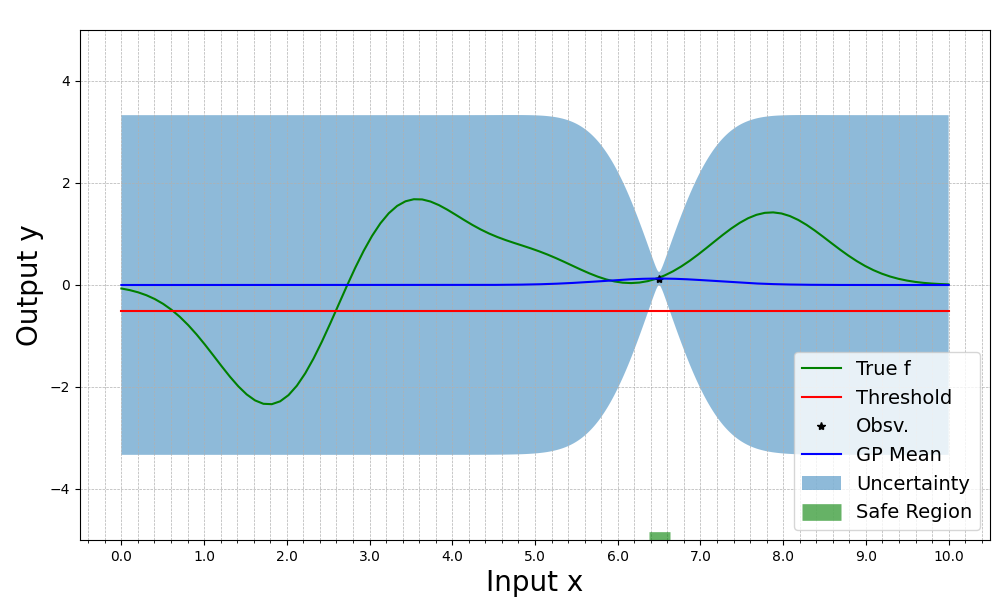 Output y
4
2
0
−2
−4
True f
Threshold
Obsv.
GP Mean
Uncertainty
Safe Region
0.0 1.0 2.0 3.0 4.0 5.0 6.0 7.0 8.0 9.0 10.0
Input x